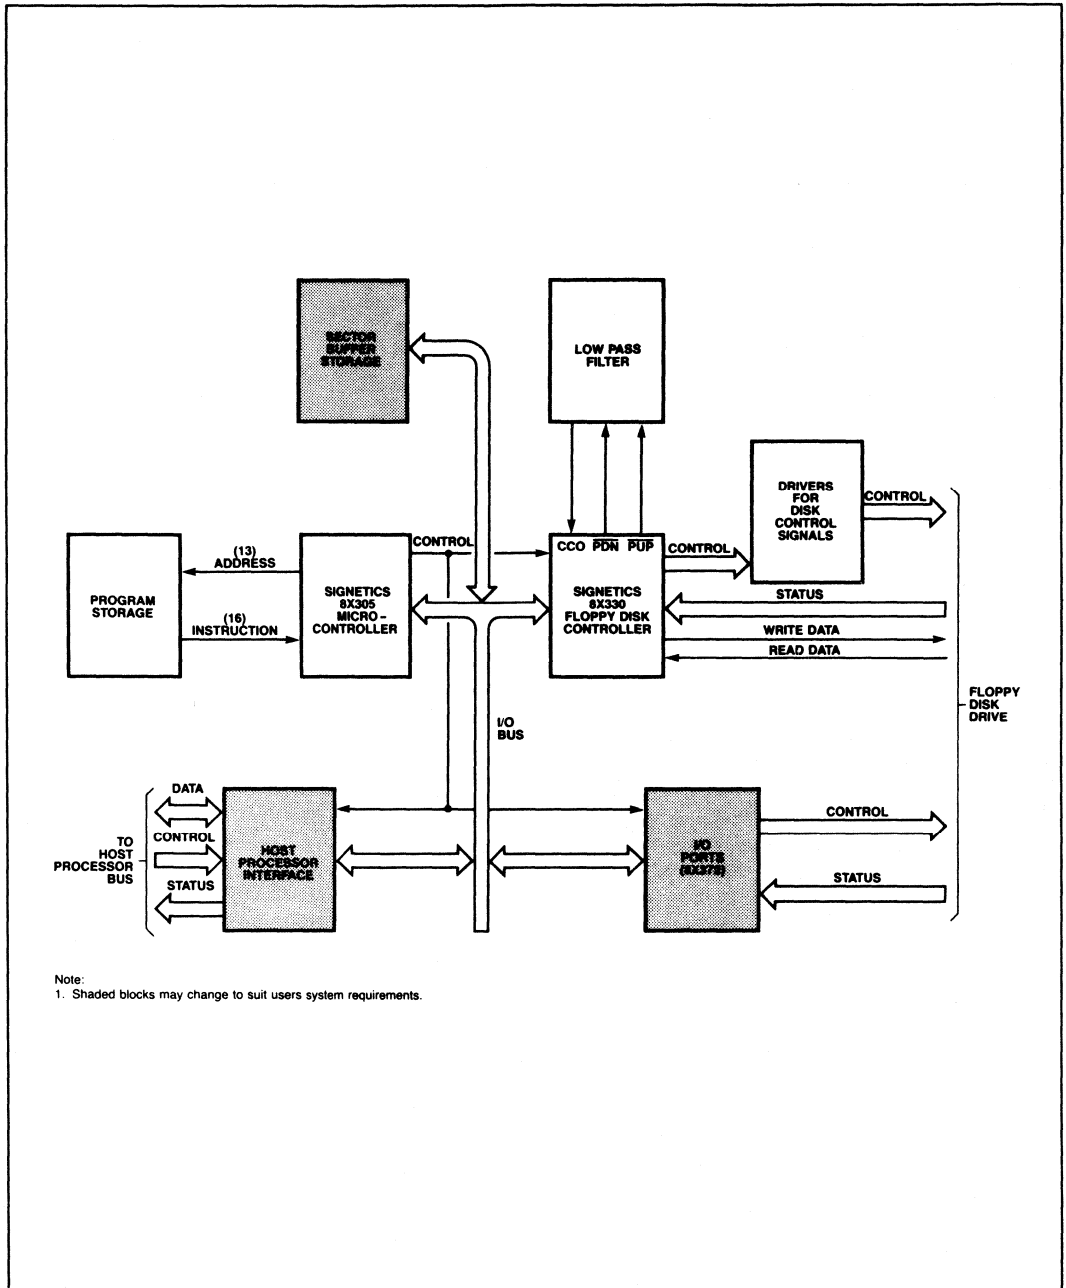 SECTOR
BUFFER
STORAGE
LOW PASS
FILTER
DRIVERS
FOR
DISK
CONTROL
SIGNALS
CONTROL
CONTROL
CCO PDN PUP
CONTROL
(13)
ADDRESS
PROGRAM
STORAGE
(16)
INSTRUCTION
SIGNETICS
8X305
MICRO –
CONTROLLER
SIGNETICS
8X330
FLOPPY DISK
CONTROLLER
STATUS
WRITE DATA
READ DATA
FLOPPY
DISK
DRIVE
I/O
BUS
DATA
CONTROL
STATUS
TO
HOST
PROCESSOR
BUS
HOST
PROCESSOR
INTERFACE
I/O
PORTS
CONTROL
STATUS
Note:
1. Shaded blocks may change to suit users system requirements.